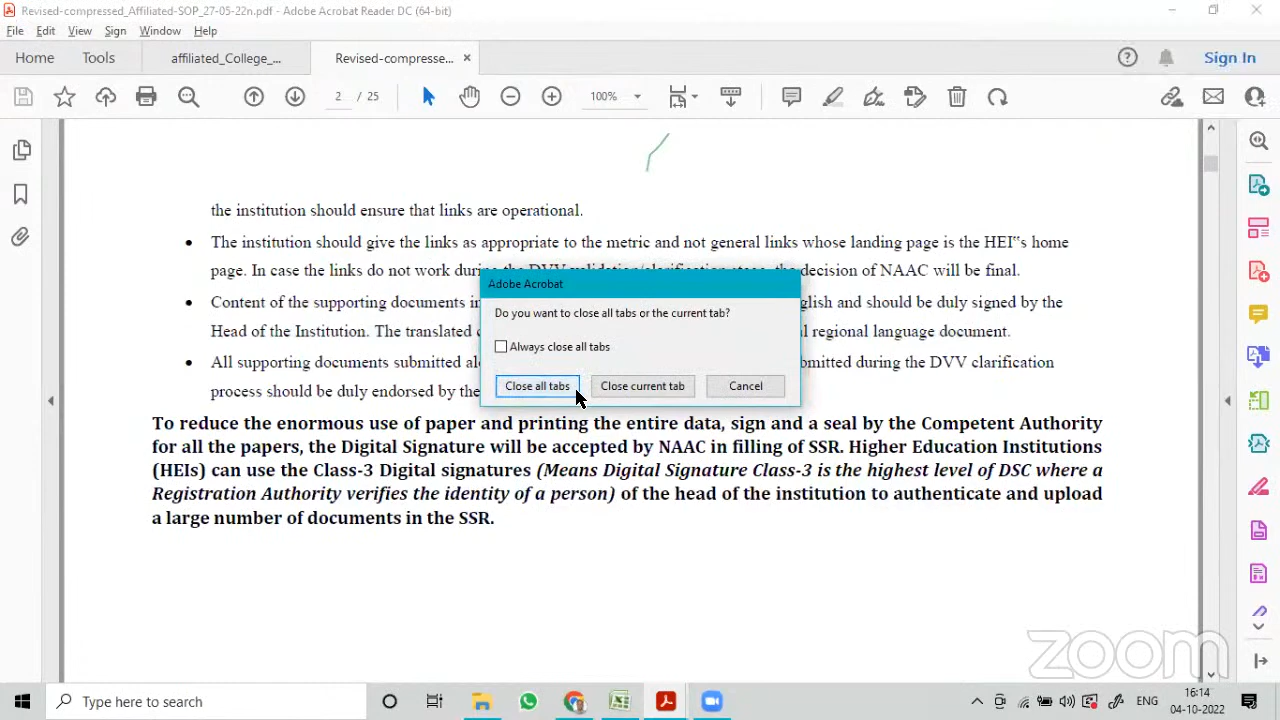 Revised-compressed_Affiliated-SOP_27-05-22n.pdf - Adobe Acrobat Reader DC (64-bit)
File Edit View Sign Window Help
Home Tools affiliated_College_... Revised-compresse... × Sign In
2 / 25 100%
the institution should ensure that links are operational.
• The institution should give the links as appropriate to the metric and not general links whose landing page is the HEI‟s home
page. In case the links do not work during the DVV validation/clarification stage, the decision of NAAC will be final.
• Content of the supporting documents in glish and should be duly signed by the
Head of the Institution. The translated c l regional language document.
• All supporting documents submitted al bmitted during the DVV clarification
process should be duly endorsed by the
Adobe Acrobat
Do you want to close all tabs or the current tab?
Always close all tabs
Close all tabs Close current tab Cancel
To reduce the enormous use of paper and printing the entire data, sign and a seal by the Competent Authority
for all the papers, the Digital Signature will be accepted by NAAC in filling of SSR. Higher Education Institutions
(HEIs) can use the Class-3 Digital signatures (Means Digital Signature Class-3 is the highest level of DSC where a
Registration Authority verifies the identity of a person) of the head of the institution to authenticate and upload
a large number of documents in the SSR.
zoom
Type here to search
ENG
16:14
04-10-2022